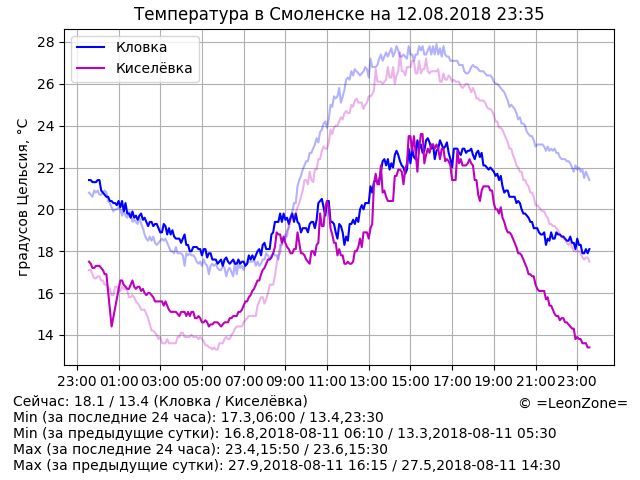 Температура в Смоленске на 12.08.2018 23:35
Кловка
Киселёвка
градусов Цельсия, °C
28
26
24
22
20
18
16
14
23:00 01:00 03:00 05:00 07:00 09:00 11:00 13:00 15:00 17:00 19:00 21:00 23:00
Сейчас: 18.1 / 13.4 (Кловка / Киселёвка)
© =LeonZone=
Min (за последние 24 часа): 17.3,06:00 / 13.4,23:30
Min (за предыдущие сутки): 16.8,2018-08-11 06:10 / 13.3,2018-08-11 05:30
Max (за последние 24 часа): 23.4,15:50 / 23.6,15:30
Max (за предыдущие сутки): 27.9,2018-08-11 16:15 / 27.5,2018-08-11 14:30